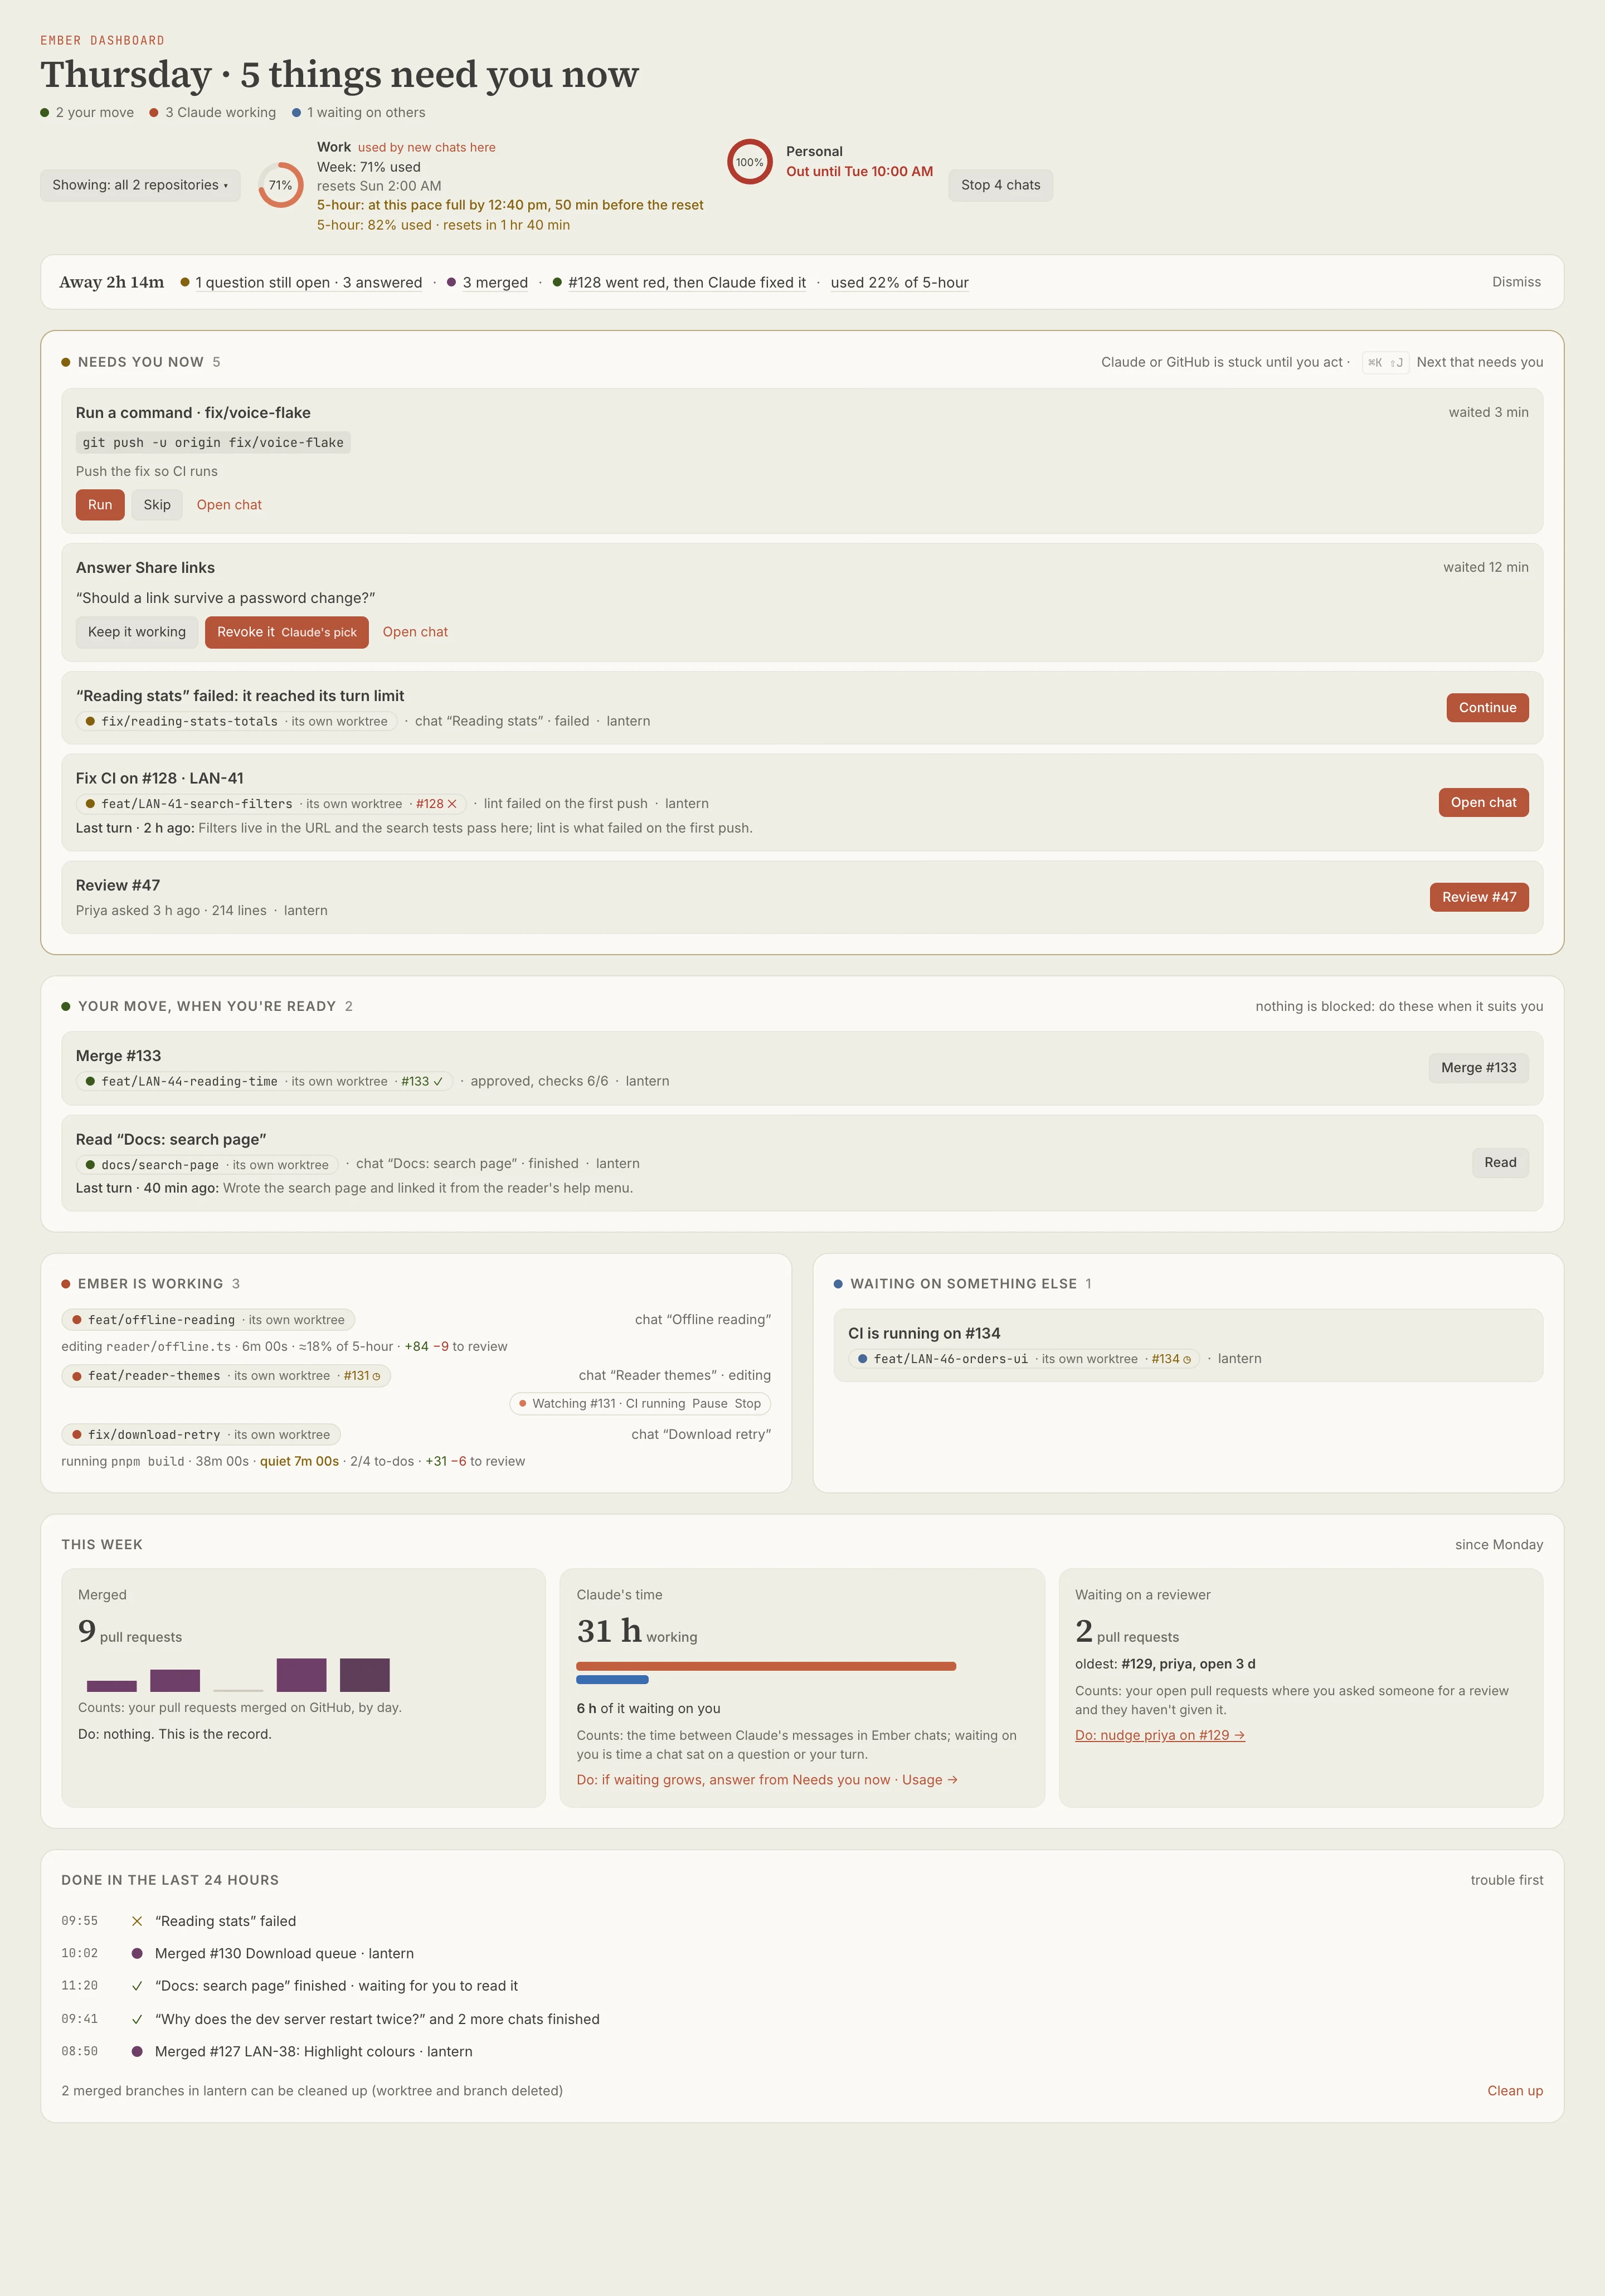 EMBER DASHBOARD
Thursday · 5 things need you now
2 your move 3 Claude working 1 waiting on others
Showing: all 2 repositories ▾
71%
Work used by new chats here
Week: 71% used
resets Sun 2:00 AM
5-hour: at this pace full by 12:40 pm, 50 min before the reset
5-hour: 82% used · resets in 1 hr 40 min
100%
Personal
Out until Tue 10:00 AM
Stop 4 chats
Away 2h 14m 1 question still open · 3 answered · 3 merged · #128 went red, then Claude fixed it · used 22% of 5-hour Dismiss
NEEDS YOU NOW 5 Claude or GitHub is stuck until you act · ⌘K ⇧J Next that needs you
Run a command · fix/voice-flake waited 3 min
git push -u origin fix/voice-flake
Push the fix so CI runs
Run Skip Open chat
Answer Share links waited 12 min
“Should a link survive a password change?”
Keep it working Revoke it Claude's pick Open chat
“Reading stats” failed: it reached its turn limit
fix/reading-stats-totals · its own worktree · chat “Reading stats” · failed · lantern
Continue
Fix CI on #128 · LAN-41
feat/LAN-41-search-filters · its own worktree · #128 ✕ · lint failed on the first push · lantern
Last turn · 2 h ago: Filters live in the URL and the search tests pass here; lint is what failed on the first push.
Open chat
Review #47
Priya asked 3 h ago · 214 lines · lantern
Review #47
YOUR MOVE, WHEN YOU'RE READY 2 nothing is blocked: do these when it suits you
Merge #133
feat/LAN-44-reading-time · its own worktree · #133 ✓ · approved, checks 6/6 · lantern
Merge #133
Read “Docs: search page”
docs/search-page · its own worktree · chat “Docs: search page” · finished · lantern
Last turn · 40 min ago: Wrote the search page and linked it from the reader's help menu.
Read
EMBER IS WORKING 3
feat/offline-reading · its own worktree chat “Offline reading”
editing reader/offline.ts · 6m 00s · ≈18% of 5-hour · +84 −9 to review
feat/reader-themes · its own worktree · #131 ◷ chat “Reader themes” · editing
Watching #131 · CI running Pause Stop
fix/download-retry · its own worktree chat “Download retry”
running pnpm build · 38m 00s · quiet 7m 00s · 2/4 to-dos · +31 −6 to review
WAITING ON SOMETHING ELSE 1
CI is running on #134
feat/LAN-46-orders-ui · its own worktree · #134 ◷ · lantern
THIS WEEK since Monday
Merged
9 pull requests
Counts: your pull requests merged on GitHub, by day.
Do: nothing. This is the record.
Claude's time
31 h working
6 h of it waiting on you
Counts: the time between Claude's messages in Ember chats; waiting on
you is time a chat sat on a question or your turn.
Do: if waiting grows, answer from Needs you now · Usage →
Waiting on a reviewer
2 pull requests
oldest: #129, priya, open 3 d
Counts: your open pull requests where you asked someone for a review
and they haven't given it.
Do: nudge priya on #129 →
DONE IN THE LAST 24 HOURS trouble first
09:55 ✕ “Reading stats” failed
10:02 Merged #130 Download queue · lantern
11:20 ✓ “Docs: search page” finished · waiting for you to read it
09:41 ✓ “Why does the dev server restart twice?” and 2 more chats finished
08:50 Merged #127 LAN-38: Highlight colours · lantern
2 merged branches in lantern can be cleaned up (worktree and branch deleted) Clean up